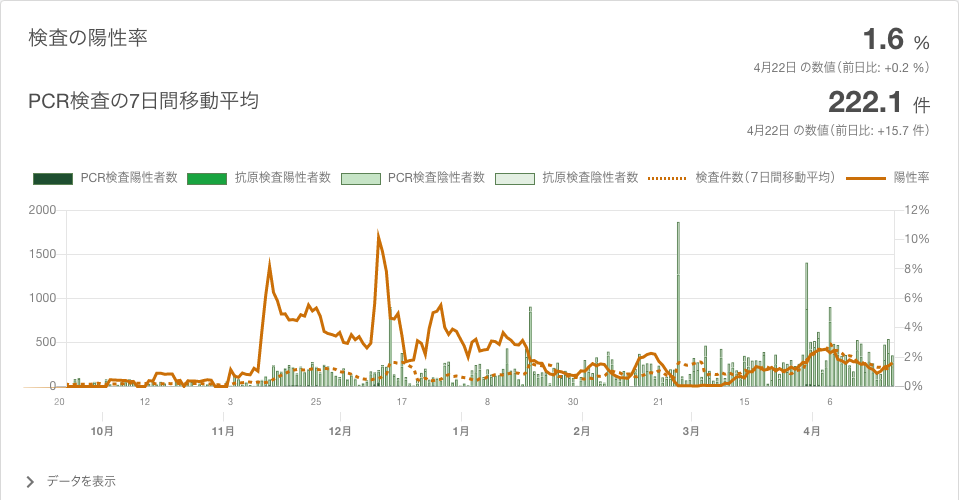 検査の陽性率
1.6 %
4月22日 の数値（前日比: +0.2 %）
PCR検査の7日間移動平均
222.1 件
4月22日 の数値（前日比: +15.7 件）
PCR検査陽性者数 抗原検査陽性者数 PCR検査陰性者数 抗原検査陰性者数 検査件数（7日間移動平均） 陽性率
2000 12%
10%
1500
8%
1000 6%
4%
500
2%
0 0%
20 12 3 25 17 8 30 21 15 6
10月 11月 12月 1月 2月 3月 4月
データを表示